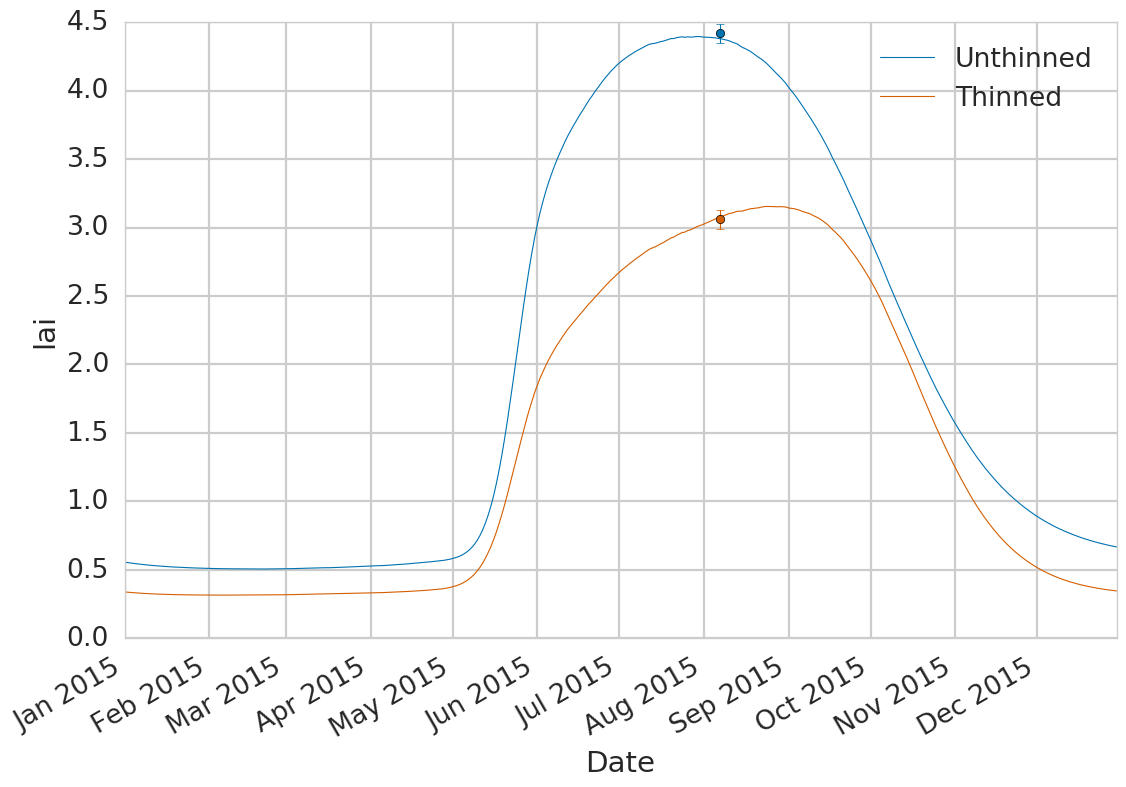 4.5
4.0
3.5
3.0
2.5
2.0
1.5
1.0
0.5
0.0
lai
Unthinned
Thinned
Jan 2015
Feb 2015
Mar 2015
Apr 2015
May 2015
Jun 2015
Jul 2015
Aug 2015
Sep 2015
Oct 2015
Nov 2015
Dec 2015
Date